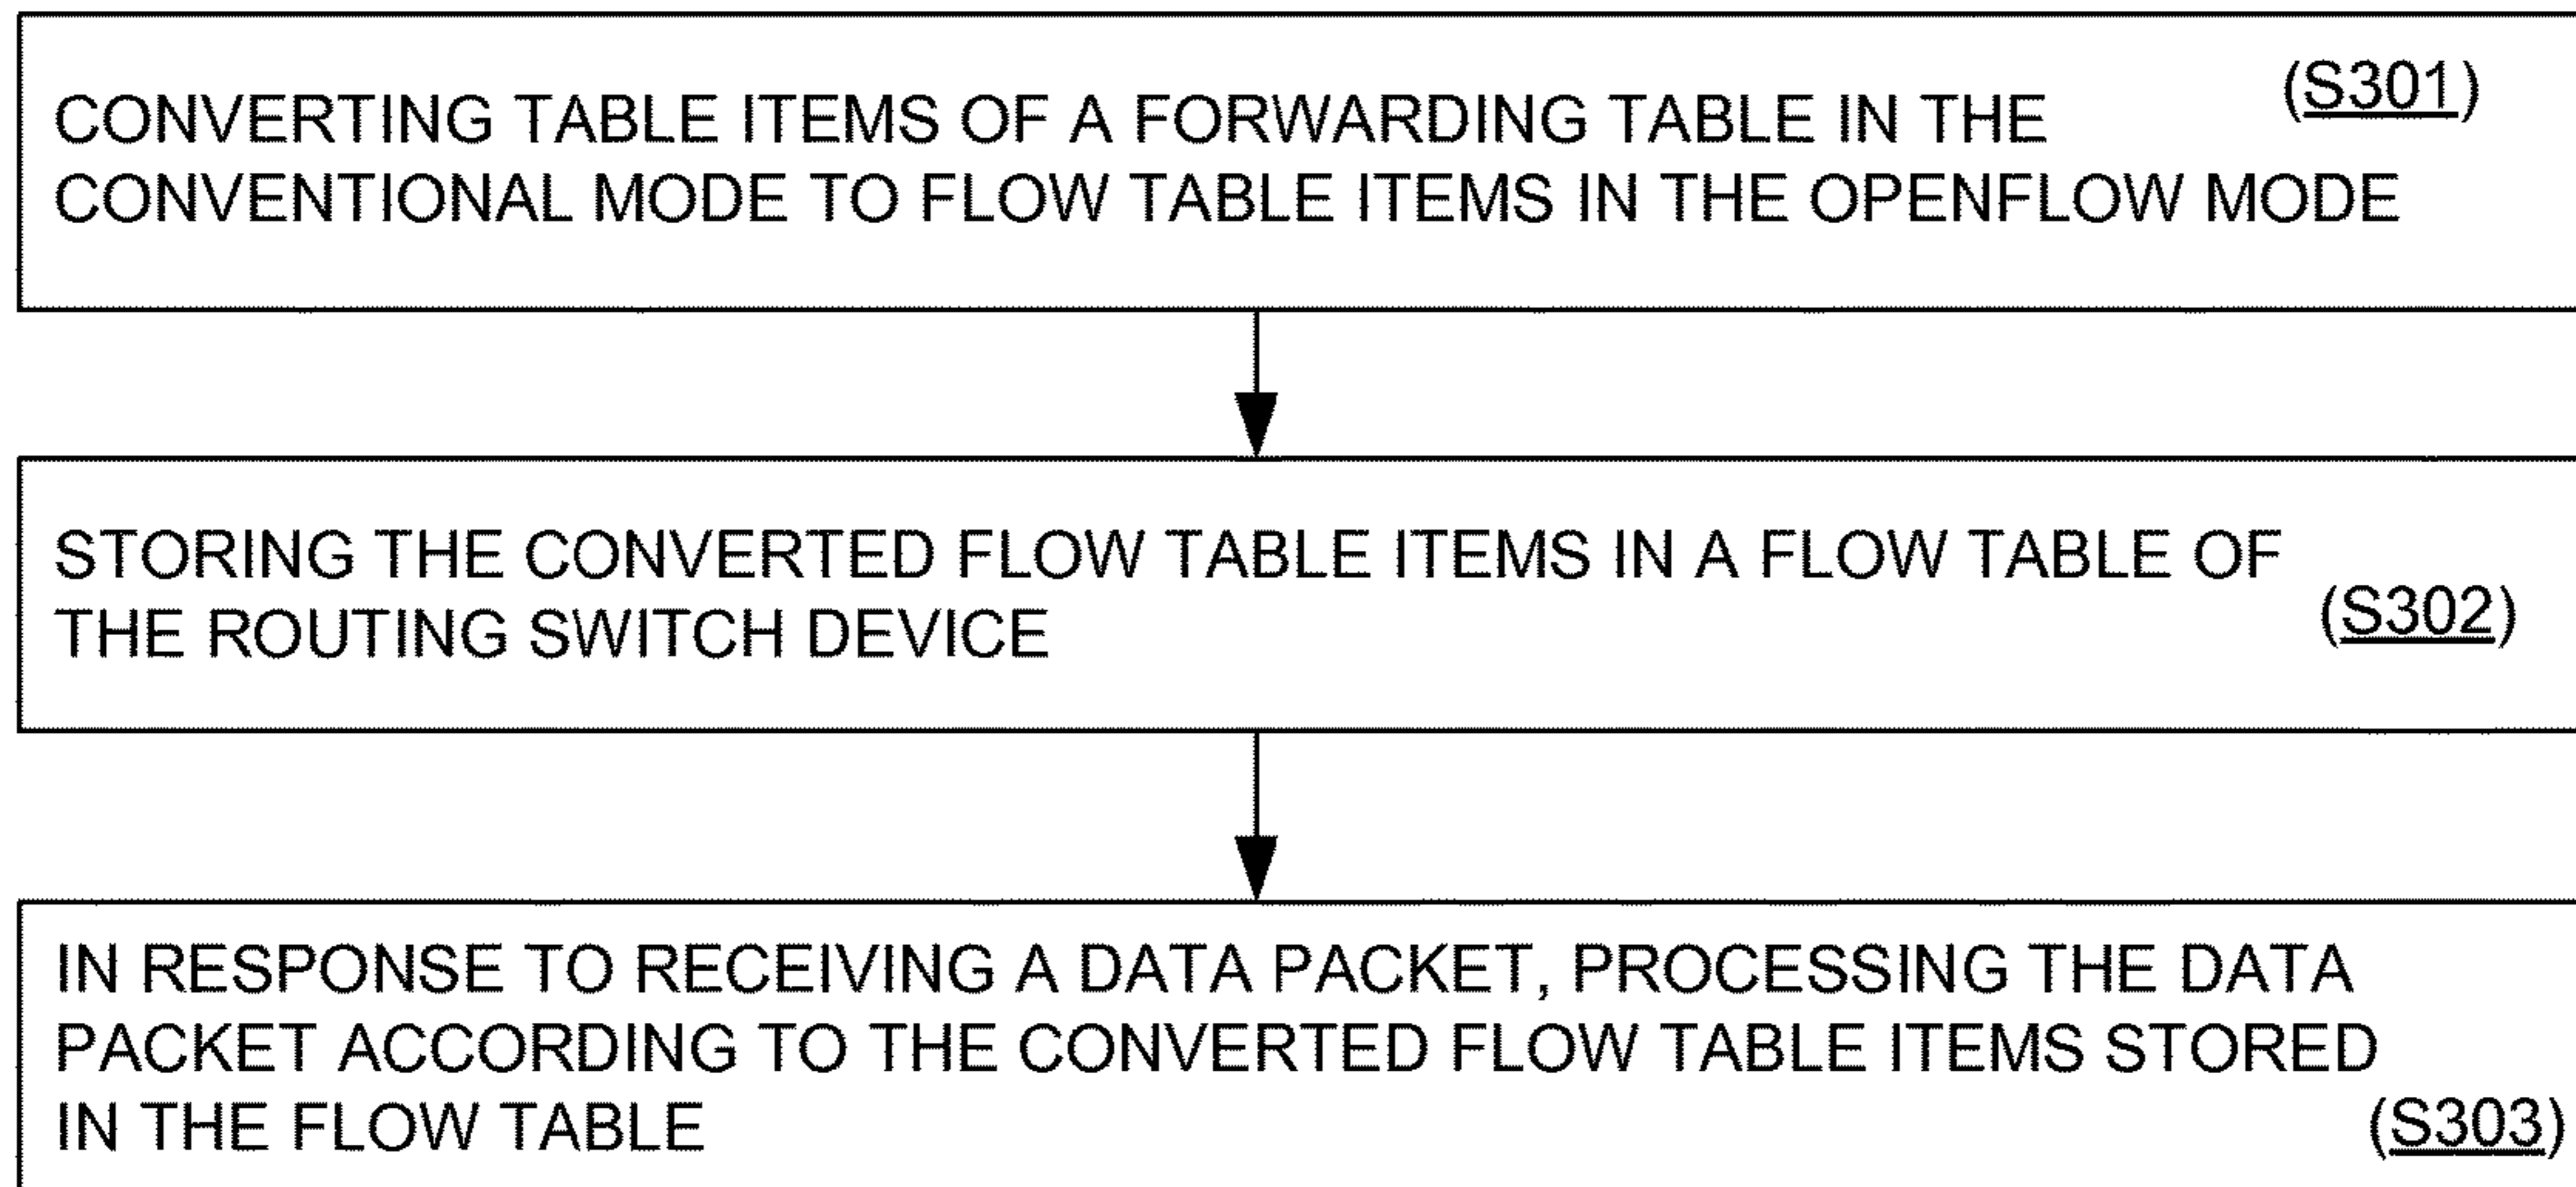 CONVERTING TABLE ITEMS OF A FORWARDING TABLE IN THE (S301)
CONVENTIONAL MODE TO FLOW TABLE ITEMS IN THE OPENFLOW MODE
STORING THE CONVERTED FLOW TABLE ITEMS IN A FLOW TABLE OF
THE ROUTING SWITCH DEVICE (S302)
IN RESPONSE TO RECEIVING A DATA PACKET, PROCESSING THE DATA
PACKET ACCORDING TO THE CONVERTED FLOW TABLE ITEMS STORED
IN THE FLOW TABLE (S303)